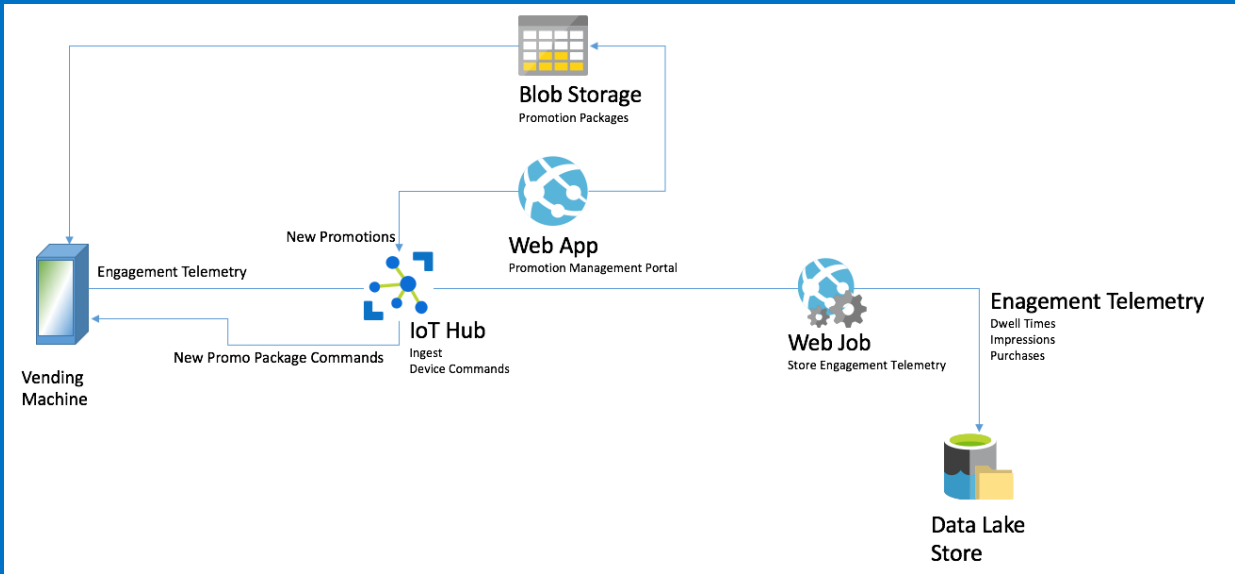 Blob Storage
Promotion Packages
New Promotions
Web App
Promotion Management Portal
Engagement Telemetry
IoT Hub
Ingest
Device Commands
New Promo Package Commands
Vending
Machine
Web Job
Store Engagement Telemetry
Enagement Telemetry
Dwell Times
Impressions
Purchases
Data Lake
Store